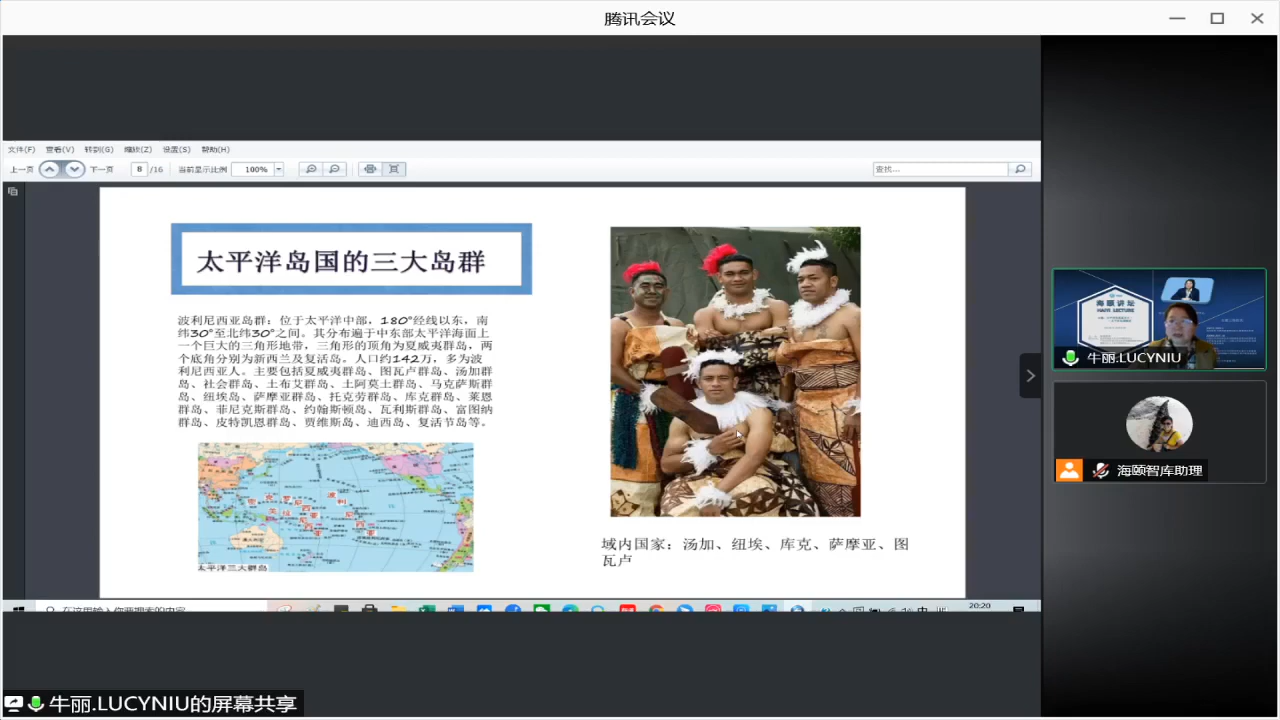 腾讯会议
文件(F) 查看(V) 转到(G) 缩放(Z) 设置(S) 帮助(H)
上一页 下一页 8 /16 当前显示比例 100% 查找...
太平洋岛国的三大岛群
波利尼西亚岛群：位于太平洋中部，180°经线以东，南
纬30°至北纬30°之间。其分布遍于中东部太平洋海面上
一个巨大的三角形地带，三角形的顶角为夏威夷群岛，两
个底角分别为新西兰及复活岛。人口约142万，多为波
利尼西亚人。主要包括夏威夷群岛、图瓦卢群岛、汤加群
岛、社会群岛、土布艾群岛、土阿莫土群岛、马克萨斯群
岛、纽埃岛、萨摩亚群岛、托克劳群岛、库克群岛、莱恩
群岛、菲尼克斯群岛、约翰斯顿岛、瓦利斯群岛、富图纳
群岛、皮特凯恩群岛、贾维斯岛、迪西岛、复活节岛等。
太平洋三大群岛
域内国家：汤加、纽埃、库克、萨摩亚、图
瓦卢
在这里输入你要搜索的内容
20:20
海颐讲坛
HAIYI LECTURE
牛丽.LUCYNIU
海颐智库助理
牛丽.LUCYNIU的屏幕共享